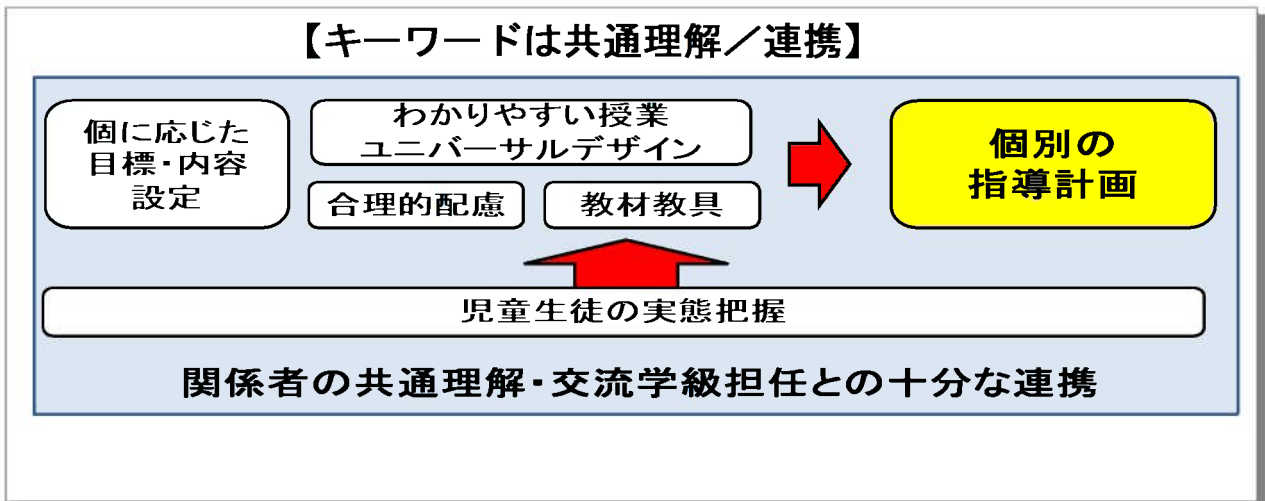 【キーワードは共通理解／連携】
個に応じた
目標・内容
設定
わかりやすい授業
ユニバーサルデザイン
合理的配慮
教材教具
個別の
指導計画
児童生徒の実態把握
関係者の共通理解・交流学級担任との十分な連携